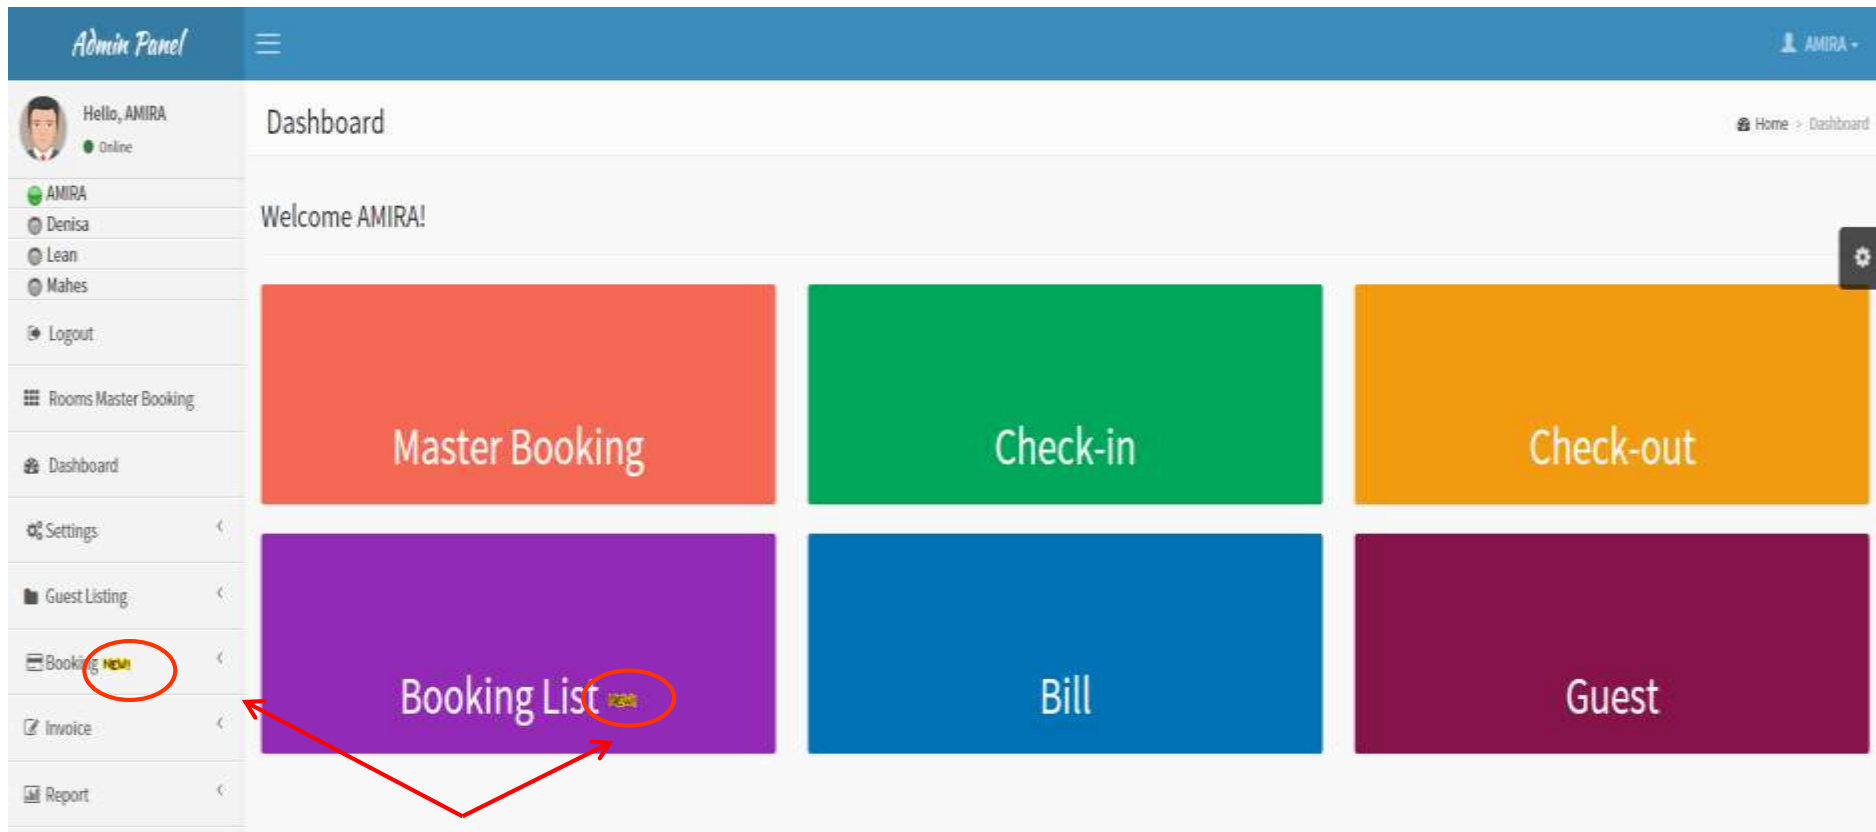 Admin Panel
AMIRA
Hello, AMIRA
Online
Dashboard
Home > Dashboard
AMIRA
Denisa
Lean
Mahes
Welcome AMIRA!
Logout
Rooms Master Booking
Dashboard
Settings
Guest Listing
Booking NEW!
Invoice
Report
Master Booking
Check-in
Check-out
Booking List NEW!
Bill
Guest